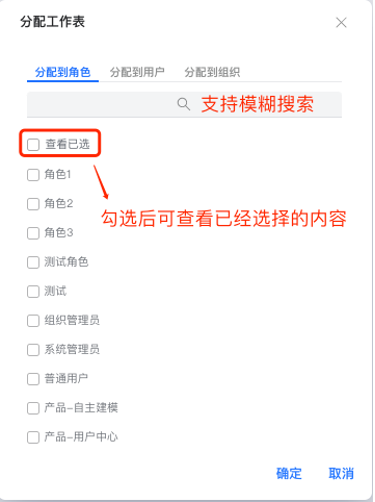 分配工作表
分配到角色 分配到用户 分配到组织
支持模糊搜索
查看已选
角色1
角色2
勾选后可查看已经选择的内容
角色3
测试角色
测试
组织管理员
系统管理员
普通用户
产品-自主建模
产品-用户中心
确定 取消